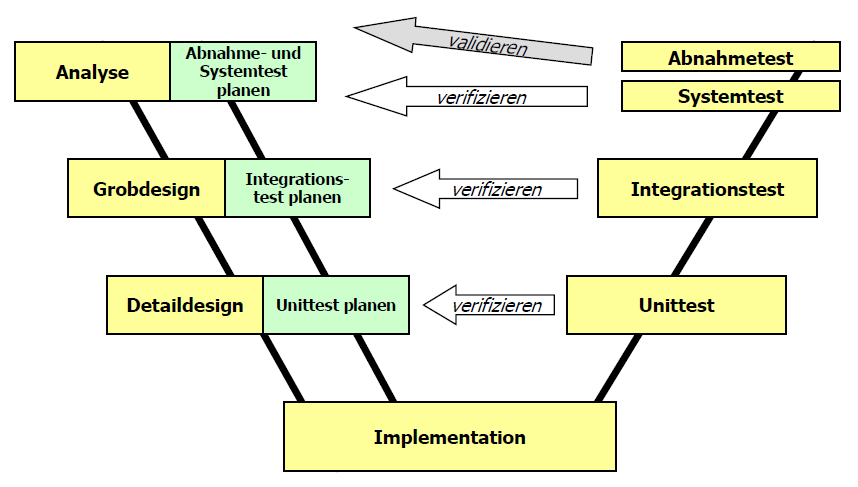 Analyse
Abnahme- und
Systemtest
planen
validieren
Abnahmetest
verifizieren
Systemtest
Grobdesign
Integrations-
test planen
verifizieren
Integrationstest
Detaildesign
Unittest planen
verifizieren
Unittest
Implementation